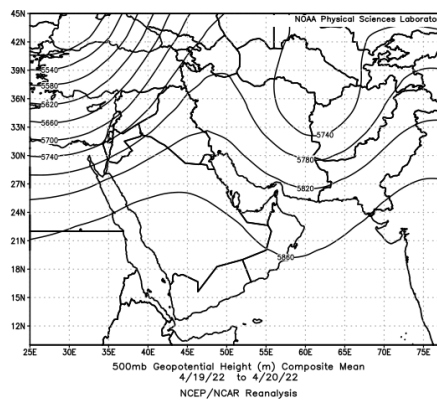 NOAA Physical Sciences Laborato
45N
42N
39N
36N
33N
30N
27N
24N
21N
18N
15N
12N
5540
5580
5620
5660
5700
5740
5740
5780
5820
5860
25E 30E 35E 40E 45E 50E 55E 60E 65E 70E 75E
500mb Geopotential Height (m) Composite Mean
4/19/22 to 4/20/22
NCEP/NCAR Reanalysis